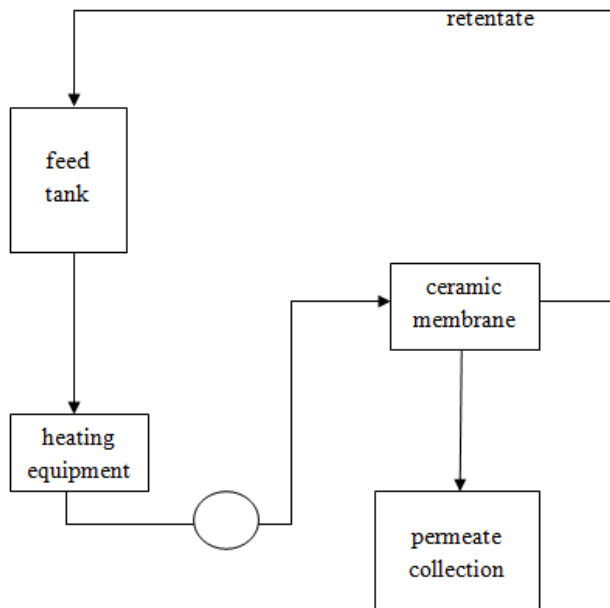 retentate
feed
tank
ceramic
membrane
heating
equipment
permeate
collection